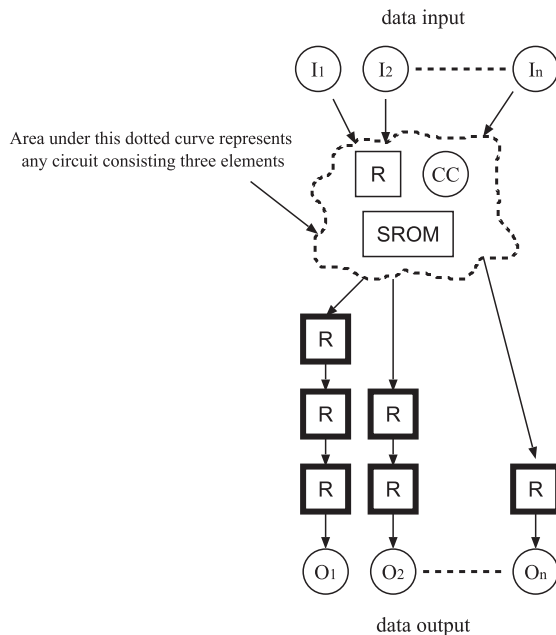 data input
I1 I2 In
Area under this dotted curve represents
any circuit consisting three elements
R CC
SROM
R
R R
R R R
O1 O2 On
data output